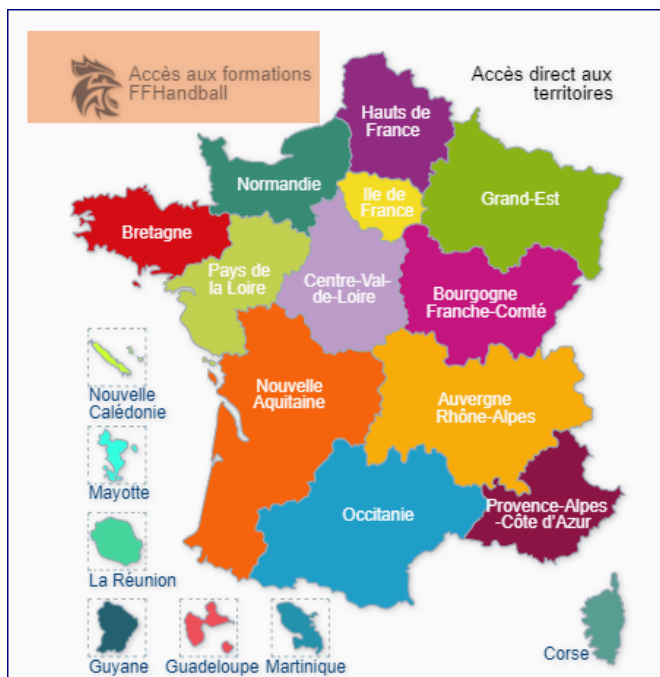 Accès aux formations
FFHandball
Accès direct aux
territoires
Hauts de
France
Normandie
Ile de
France
Grand-Est
Bretagne
Pays de
la Loire
Centre-Val-
de-Loire
Bourgogne
Franche-Comté
Nouvelle
Calédonie
Nouvelle
Aquitaine
Auvergne
Rhône-Alpes
Mayotte
Occitanie
Provence-Alpes
-Côte d'Azur
La Réunion
Guyane
Guadeloupe
Martinique
Corse